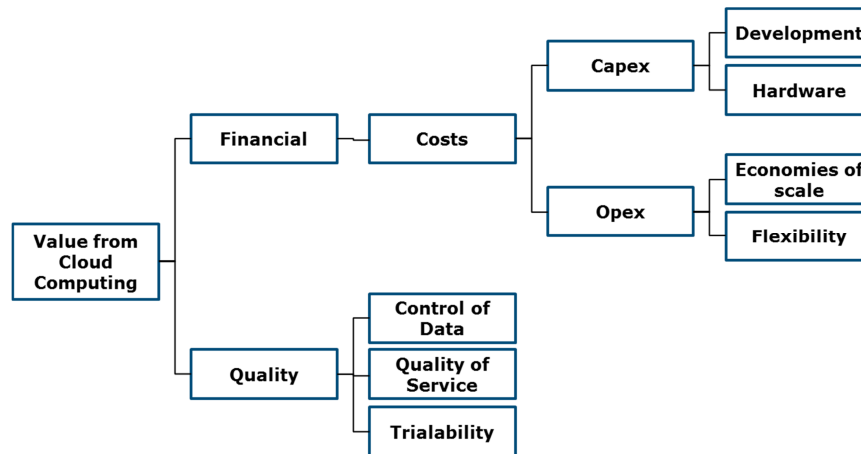 Development
Capex
Hardware
Financial
Costs
Economies of
scale
Opex
Flexibility
Value from
Cloud
Computing
Control of
Data
Quality
Quality of
Service
Trialability